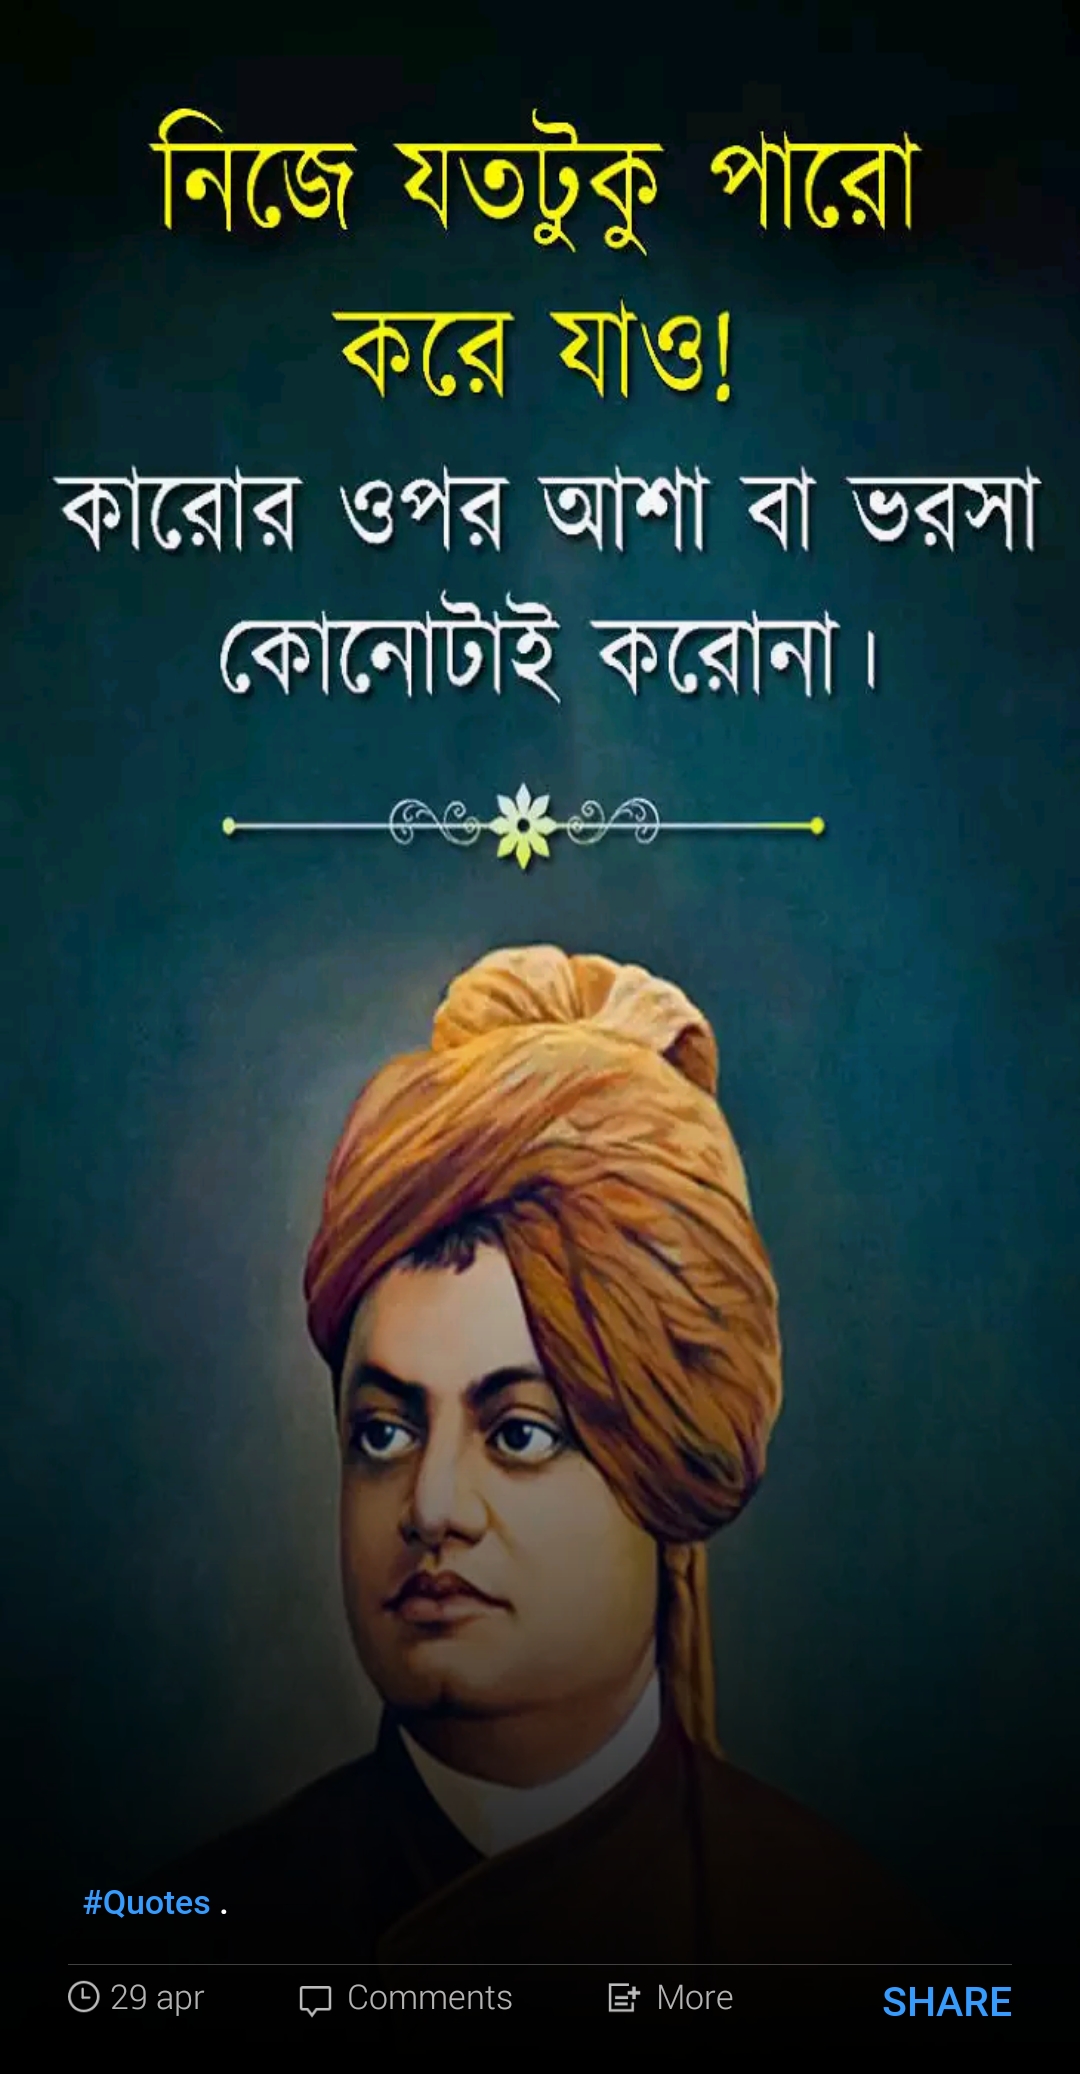 নিজে যতটুকু পারো
করে যাও!
কারোর ওপর আশা বা ভরসা
কোনোটাই করোনা।
#Quotes .
29 apr Comments More SHARE